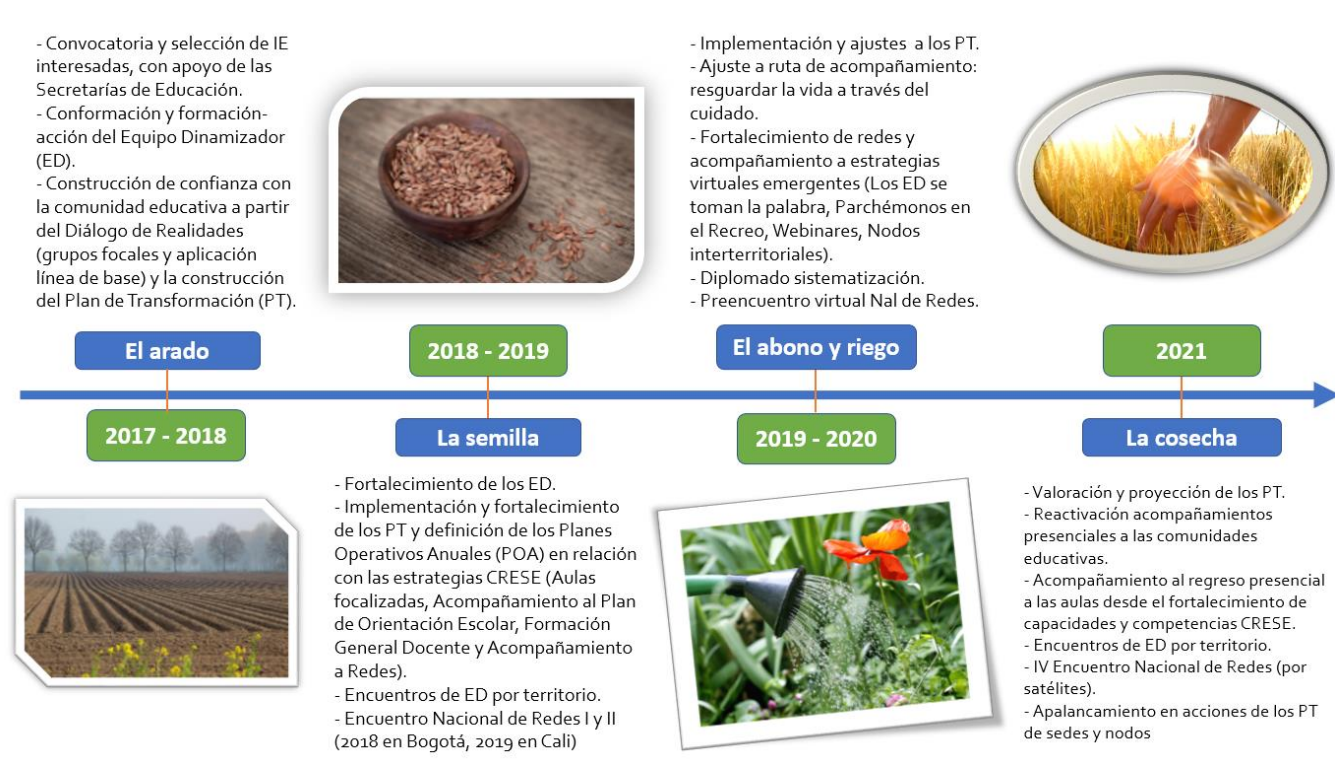 - Convocatoria y selección de IE
interesadas, con apoyo de las
Secretarías de Educación.
- Conformación y formación-
acción del Equipo Dinamizador
(ED).
- Construcción de confianza con
la comunidad educativa a partir
del Diálogo de Realidades
(grupos focales y aplicación
línea de base) y la construcción
del Plan de Transformación (PT).
El arado
2017 - 2018
2018 - 2019
La semilla
- Fortalecimiento de los ED.
- Implementación y fortalecimiento
de los PT y definición de los Planes
Operativos Anuales (POA) en relación
con las estrategias CRESE (Aulas
focalizadas, Acompañamiento al Plan
de Orientación Escolar, Formación
General Docente y Acompañamiento
a Redes).
- Encuentros de ED por territorio.
- Encuentro Nacional de Redes I y II
(2018 en Bogotá, 2019 en Cali)
- Implementación y ajustes a los PT.
- Ajuste a ruta de acompañamiento:
resguardar la vida a través del
cuidado.
- Fortalecimiento de redes y
acompañamiento a estrategias
virtuales emergentes (Los ED se
toman la palabra, Parchémonos en
el Recreo, Webinares, Nodos
interterritoriales).
- Diplomado sistematización.
- Preencuentro virtual Nal de Redes.
El abono y riego
2019 - 2020
2021
La cosecha
- Valoración y proyección de los PT.
- Reactivación acompañamientos
presenciales a las comunidades
educativas.
- Acompañamiento al regreso presencial
a las aulas desde el fortalecimiento de
capacidades y competencias CRESE.
- Encuentros de ED por territorio.
- IV Encuentro Nacional de Redes (por
satélites).
- Apalancamiento en acciones de los PT
de sedes y nodos